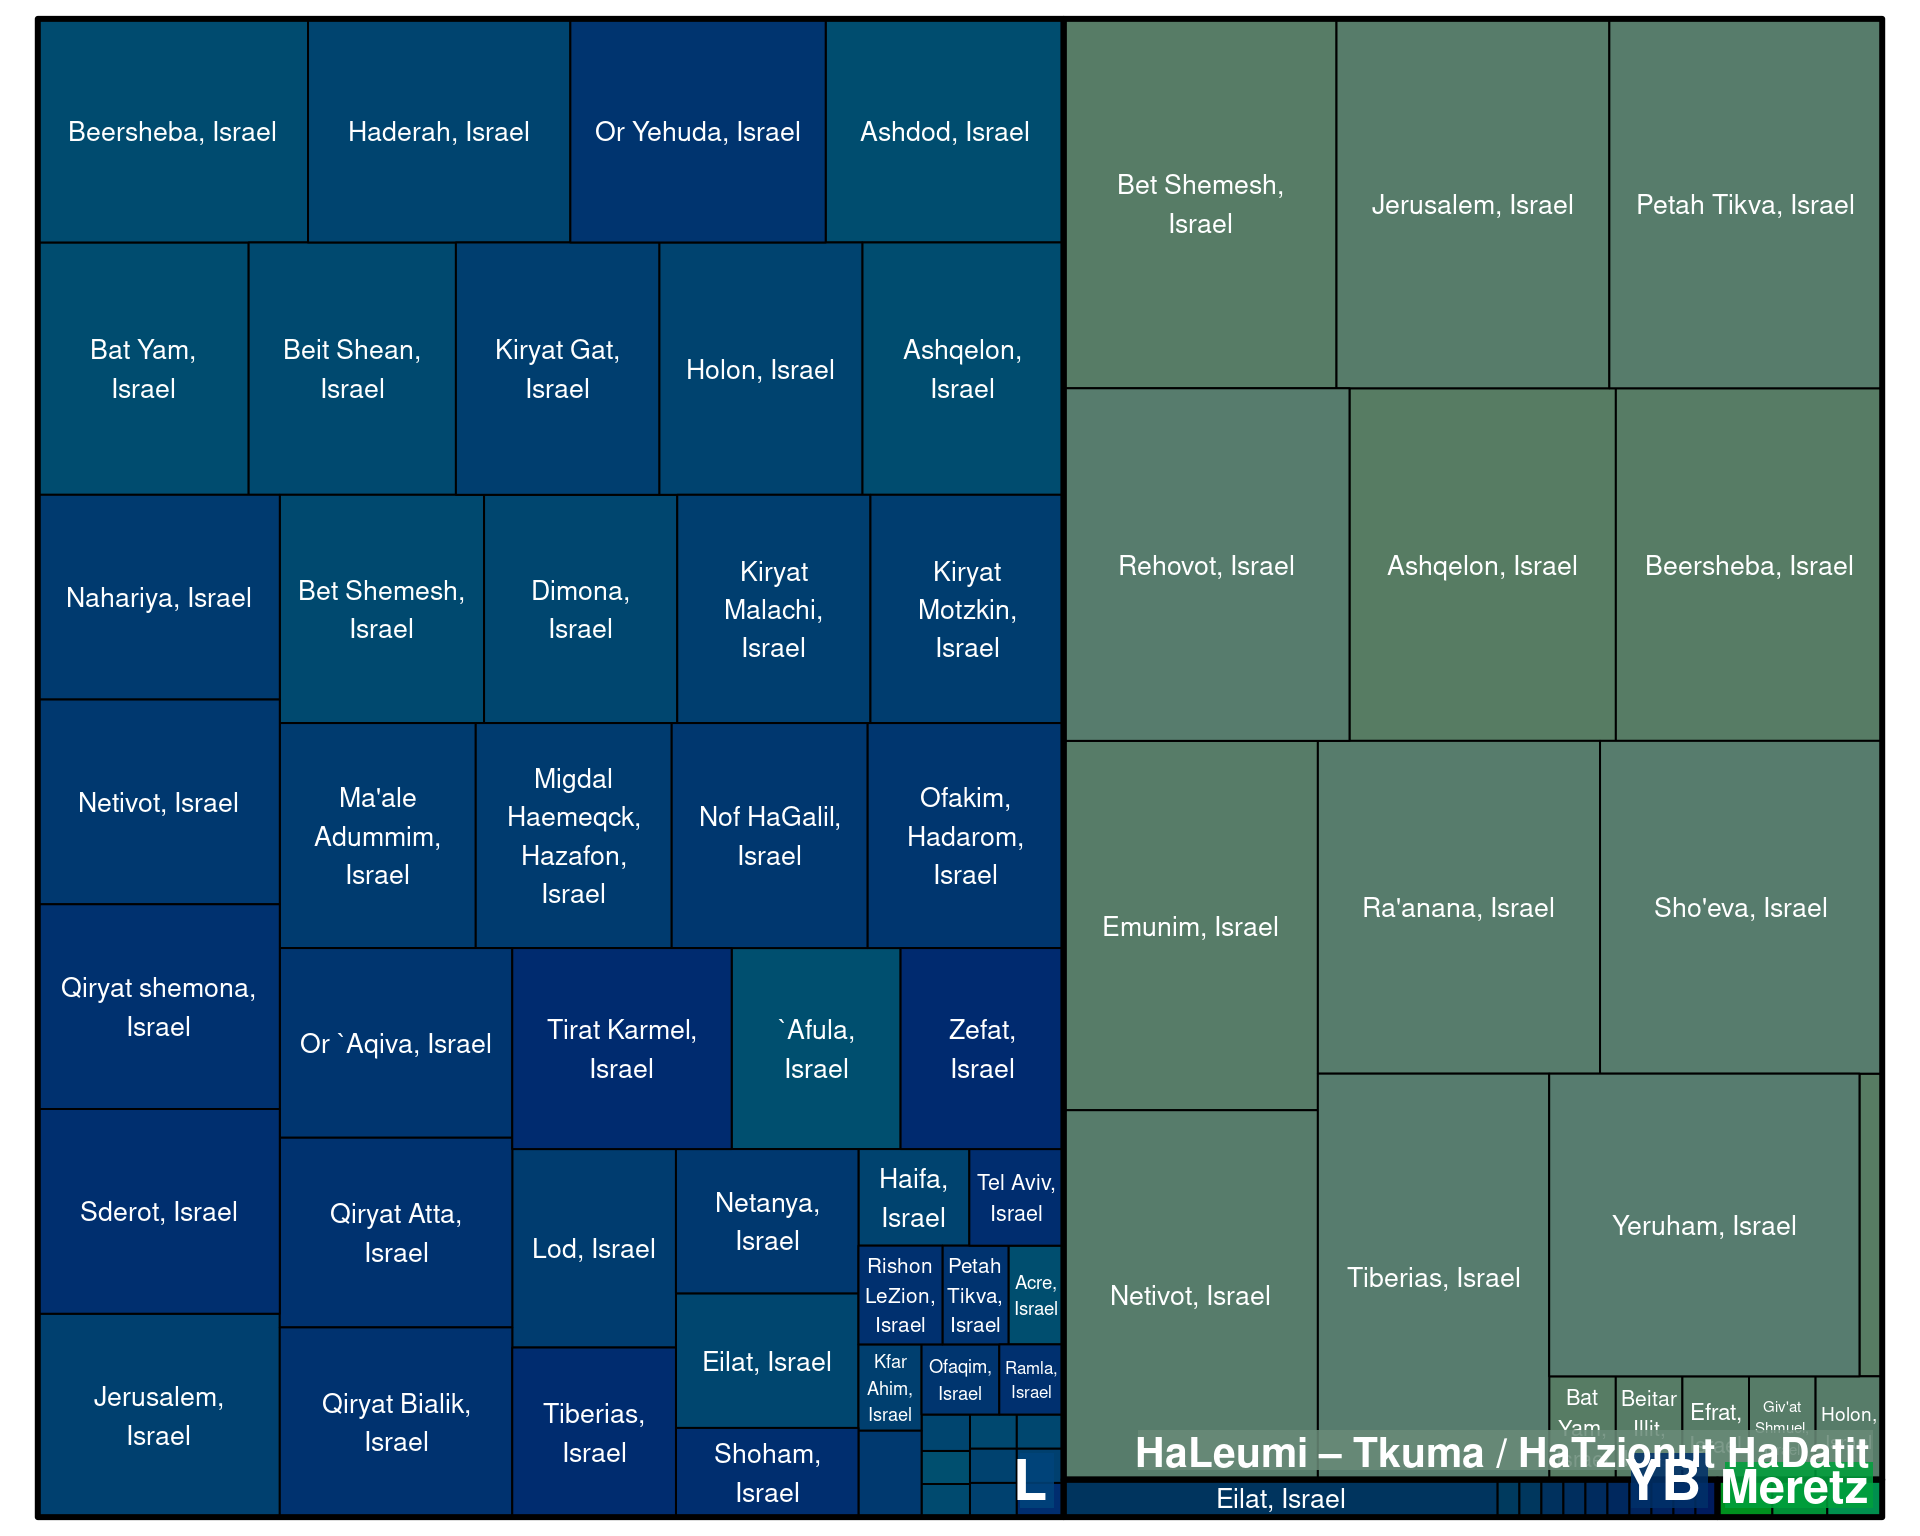 Beersheba, Israel
Haderah, Israel
Or Yehuda, Israel
Ashdod, Israel
Bat Yam,
Israel
Beit Shean,
Israel
Kiryat Gat,
Israel
Holon, Israel
Ashqelon,
Israel
Nahariya, Israel
Bet Shemesh,
Israel
Dimona,
Israel
Kiryat
Malachi,
Israel
Kiryat
Motzkin,
Israel
Netivot, Israel
Ma'ale
Adummim,
Israel
Migdal
Haemeqck,
Hazafon,
Israel
Nof HaGalil,
Israel
Ofakim,
Hadarom,
Israel
Qiryat shemona,
Israel
Or `Aqiva, Israel
Tirat Karmel,
Israel
`Afula,
Israel
Zefat,
Israel
Sderot, Israel
Qiryat Atta,
Israel
Lod, Israel
Netanya,
Israel
Haifa,
Israel
Tel Aviv,
Israel
Rishon
LeZion,
Israel
Petah
Tikva,
Israel
Acre,
Israel
Jerusalem,
Israel
Qiryat Bialik,
Israel
Tiberias,
Israel
Eilat, Israel
Shoham,
Israel
Kfar
Ahim,
Israel
Ofaqim,
Israel
Ramla,
Israel
L
Bet Shemesh,
Israel
Jerusalem, Israel
Petah Tikva, Israel
Rehovot, Israel
Ashqelon, Israel
Beersheba, Israel
Emunim, Israel
Ra'anana, Israel
Sho'eva, Israel
Netivot, Israel
Tiberias, Israel
Yeruham, Israel
Bat
Yam,
Beitar
Illit,
Efrat,
Giv'at
Shmuel,
Holon,
HaLeumi – Tkuma / HaTzionut HaDatit
Eilat, Israel
YB
Meretz